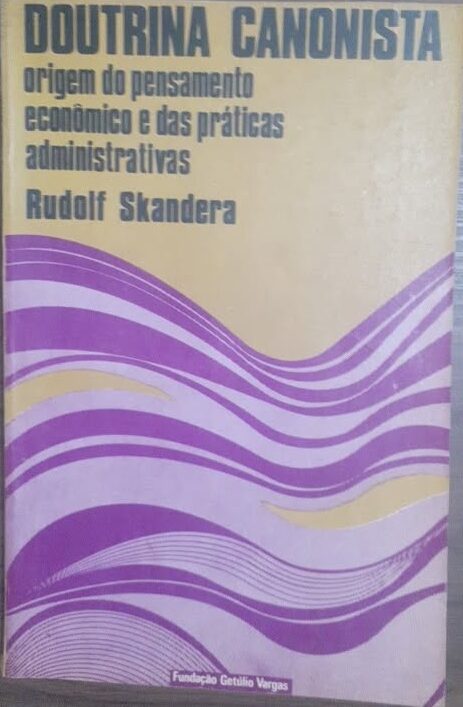 DOUTRINA CANONISTA
origem do pensamento
econômico e das práticas
administrativas
Rudolf Skandera
Fundação Getúlio Vargas